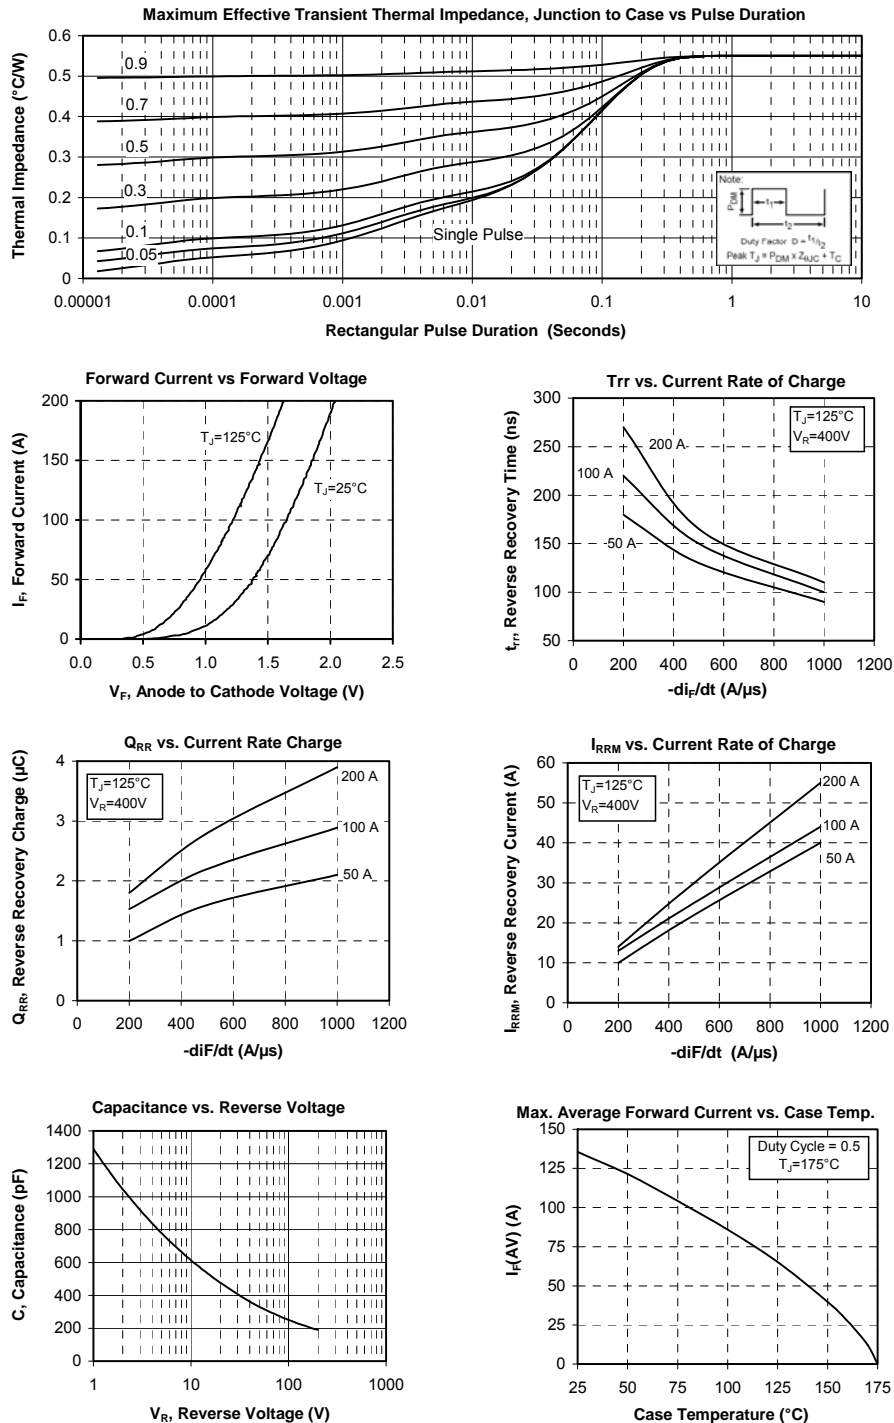 Maximum Effective Transient Thermal Impedance, Junction to Case vs Pulse Duration
Thermal Impedance (°C/W)
0.6
0.5
0.4
0.3
0.2
0.1
0
0.9
0.7
0.5
0.3
0.1
0.05
Single Pulse
Note:
PDM
t1
t2
Duty Factor D = t1/t2
Peak TJ = PDM x ZθJC + TC
0.00001 0.0001 0.001 0.01 0.1 1 10
Rectangular Pulse Duration (Seconds)
Forward Current vs Forward Voltage
IF, Forward Current (A)
200
150
100
50
0
TJ=125°C
TJ=25°C
0.0 0.5 1.0 1.5 2.0 2.5
VF, Anode to Cathode Voltage (V)
Trr vs. Current Rate of Charge
trr, Reverse Recovery Time (ns)
300
250
200
150
100
50
TJ=125°C
VR=400V
200 A
100 A
50 A
0 200 400 600 800 1000 1200
-diF/dt (A/µs)
QRR vs. Current Rate Charge
QRR, Reverse Recovery Charge (µC)
4
3
2
1
0
TJ=125°C
VR=400V
200 A
100 A
50 A
0 200 400 600 800 1000 1200
-diF/dt (A/µs)
IRRM vs. Current Rate of Charge
IRRM, Reverse Recovery Current (A)
60
50
40
30
20
10
0
TJ=125°C
VR=400V
200 A
100 A
50 A
0 200 400 600 800 1000 1200
-diF/dt (A/µs)
Capacitance vs. Reverse Voltage
C, Capacitance (pF)
1400
1200
1000
800
600
400
200
0
1 10 100 1000
VR, Reverse Voltage (V)
Max. Average Forward Current vs. Case Temp.
IF(AV) (A)
150
125
100
75
50
25
0
Duty Cycle = 0.5
TJ=175°C
25 50 75 100 125 150 175
Case Temperature (°C)